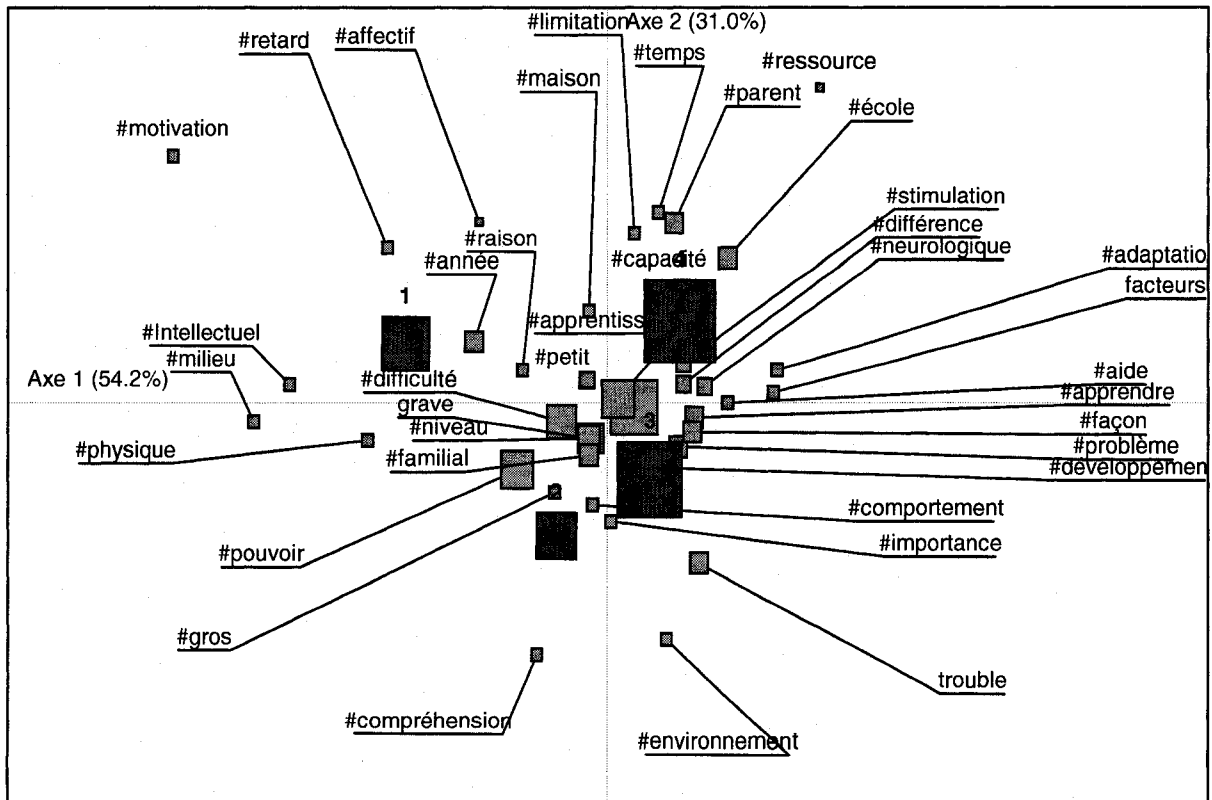 #limitation
Axe 2 (31.0%)
#retard
#affectif
#temps
#ressource
#maison
#parent
#école
#motivation
#stimulation
#différence
#raison
#neurologique
#année
#capacité
4
#adaptatio
facteurs
1
#apprentiss
#Intellectuel
#milieu
#petit
Axe 1 (54.2%)
#difficulté
#aide
#apprendre
grave
3
#façon
#niveau
#physique
#familial
#problème
#développemen
2
#comportement
#importance
#pouvoir
#gros
trouble
#compréhension
#environnement